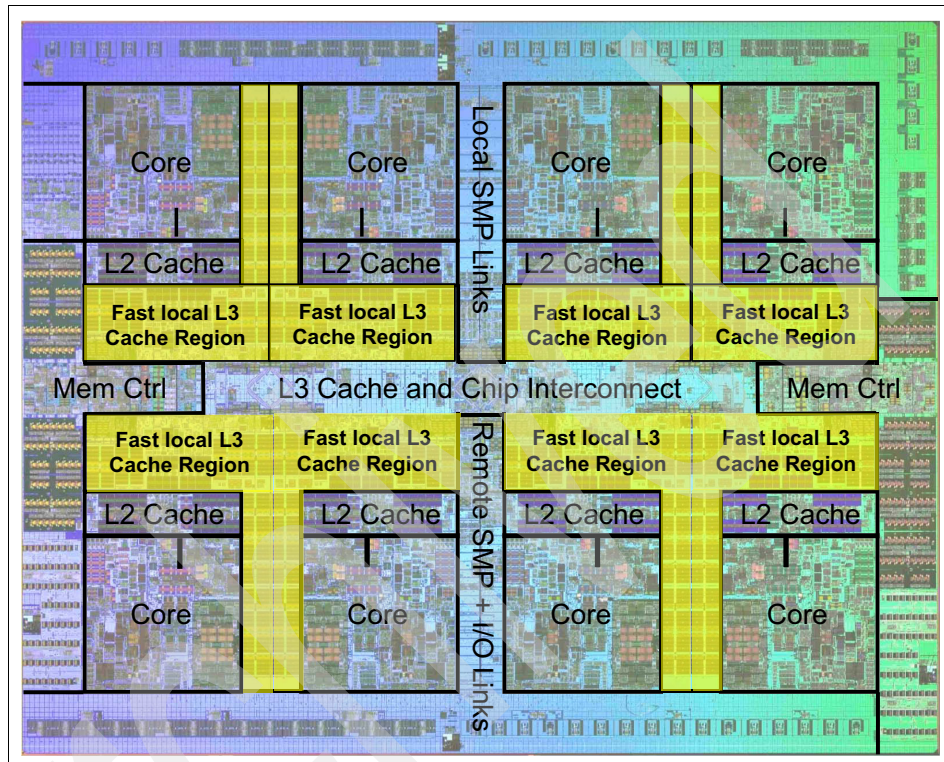 Core
Core
Core
Core
Local SMP Links
L2 Cache
L2 Cache
L2 Cache
L2 Cache
Fast local L3
Cache Region
Fast local L3
Cache Region
Fast local L3
Cache Region
Fast local L3
Cache Region
Mem Ctrl
L3 Cache and Chip Interconnect
Mem Ctrl
Fast local L3
Cache Region
Fast local L3
Cache Region
Fast local L3
Cache Region
Fast local L3
Cache Region
Remote SMP + I/O Links
L2 Cache
L2 Cache
L2 Cache
L2 Cache
Core
Core
Core
Core